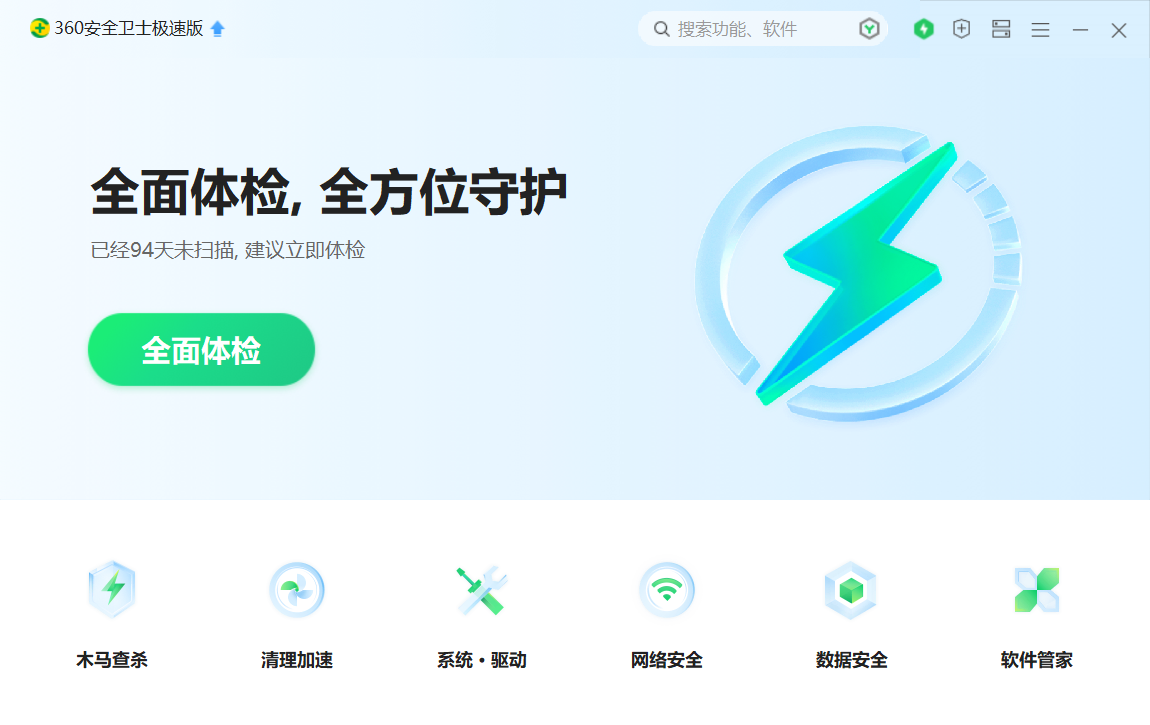 360安全卫士极速版
搜索功能、软件
全面体检, 全方位守护
已经94天未扫描, 建议立即体检
全面体检
木马查杀
清理加速
系统・驱动
网络安全
数据安全
软件管家